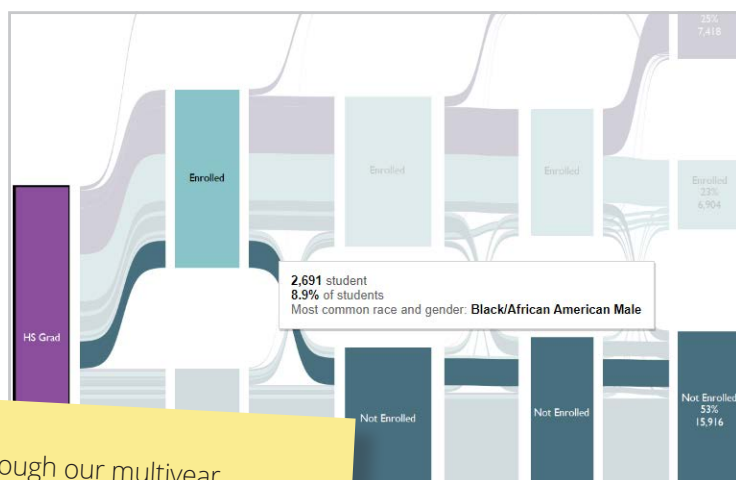 25%
7,418
Enrolled
Enrolled
Enrolled
Enrolled
23%
6,904
2,691 student
8.9% of students
Most common race and gender: Black/African American Male
HS Grad
Not Enrolled
Not Enrolled
Not Enrolled
53%
15,916
our multiyear